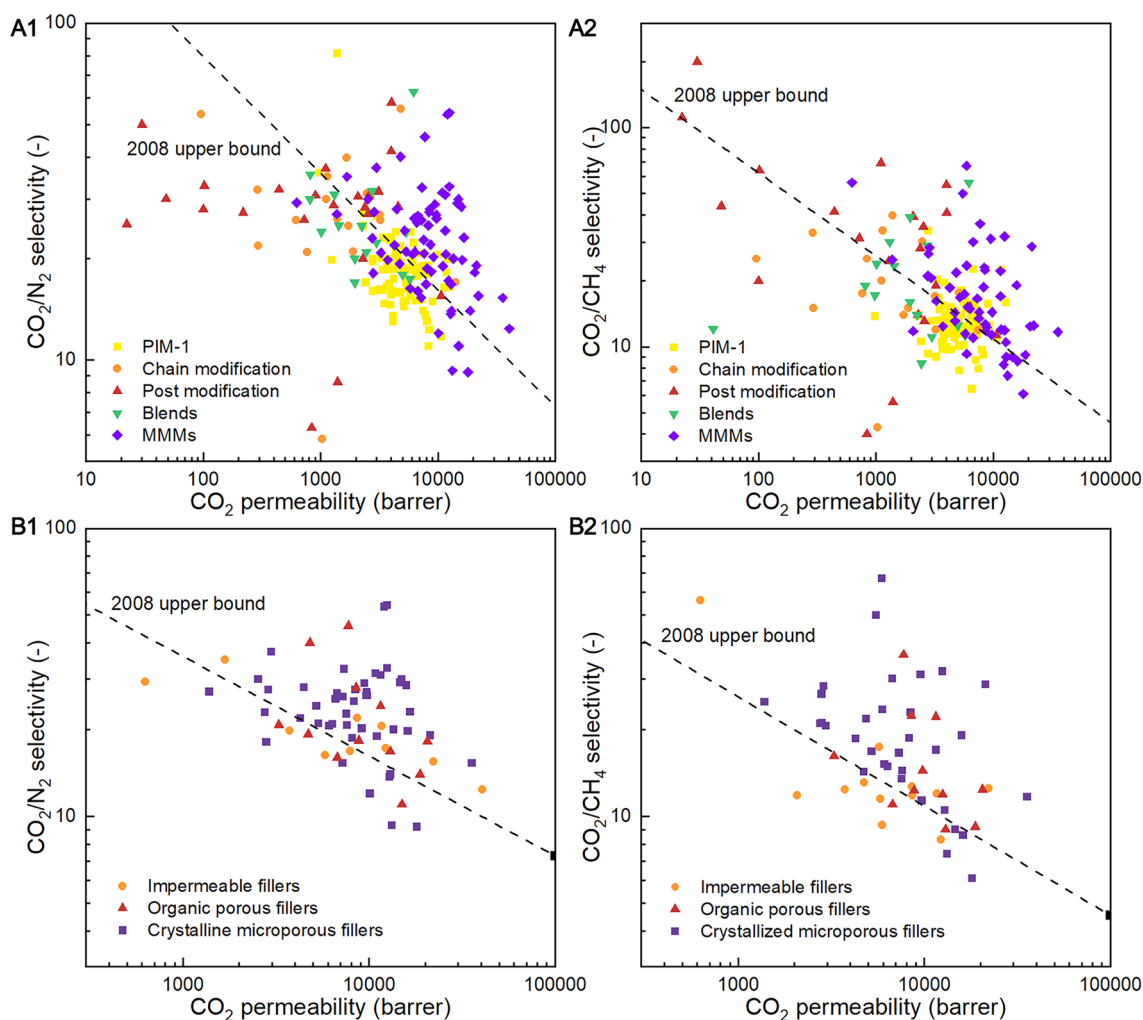 A1
100
10
CO₂/N₂ selectivity (-)
2008 upper bound
PIM-1
Chain modification
Post modification
Blends
MMMs
10 100 1000 10000 100000
CO₂ permeability (barrer)
A2
100
10
CO₂/CH₄ selectivity (-)
2008 upper bound
PIM-1
Chain modification
Post modification
Blends
MMMs
10 100 1000 10000 100000
CO₂ permeability (barrer)
B1
100
10
CO₂/N₂ selectivity (-)
2008 upper bound
Impermeable fillers
Organic porous fillers
Crystalline microporous fillers
1000 10000 100000
CO₂ permeability (barrer)
B2
100
10
CO₂/CH₄ selectivity (-)
2008 upper bound
Impermeable fillers
Organic porous fillers
Crystallized microporous fillers
1000 10000 100000
CO₂ permeability (barrer)